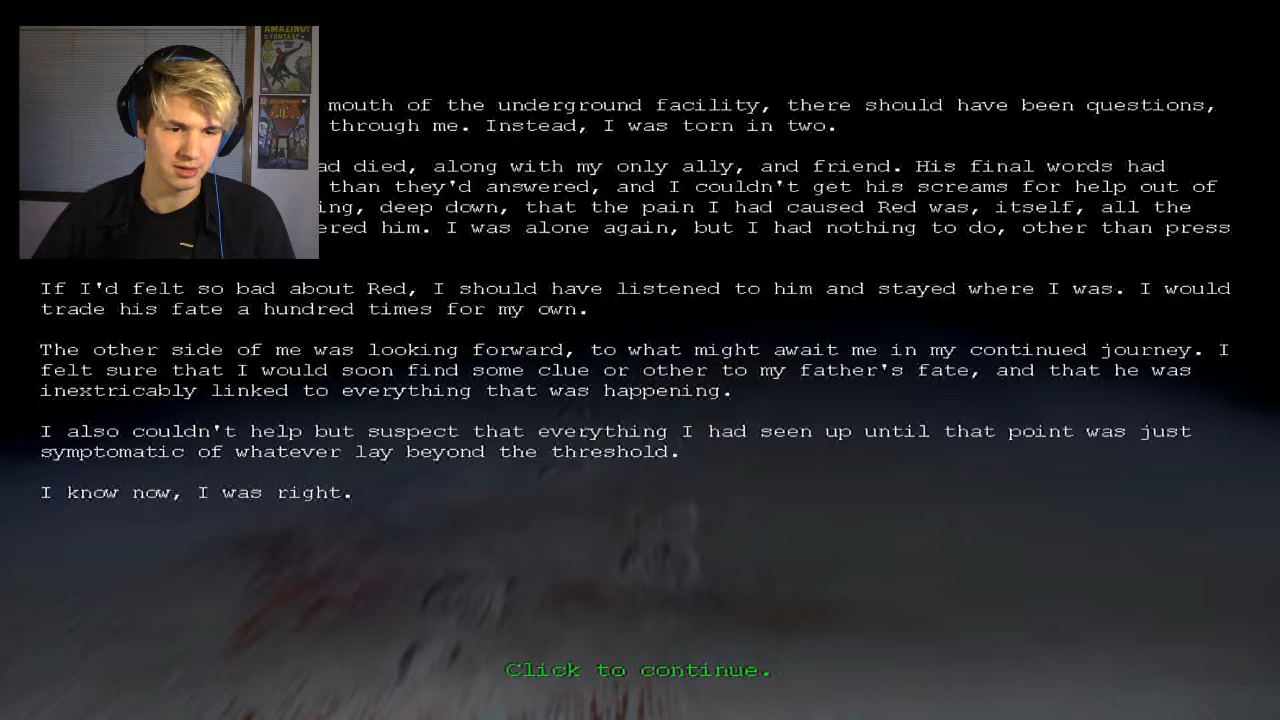 AMAZING
FANTASY
mouth of the underground facility, there should have been questions,
through me. Instead, I was torn in two.
ad died, along with my only ally, and friend. His final words had
than they'd answered, and I couldn't get his screams for help out of
ing, deep down, that the pain I had caused Red was, itself, all the
ered him. I was alone again, but I had nothing to do, other than press
If I'd felt so bad about Red, I should have listened to him and stayed where I was. I would
trade his fate a hundred times for my own.
The other side of me was looking forward, to what might await me in my continued journey. I
felt sure that I would soon find some clue or other to my father's fate, and that he was
inextricably linked to everything that was happening.
I also couldn't help but suspect that everything I had seen up until that point was just
symptomatic of whatever lay beyond the threshold.
I know now, I was right.
Click to continue.